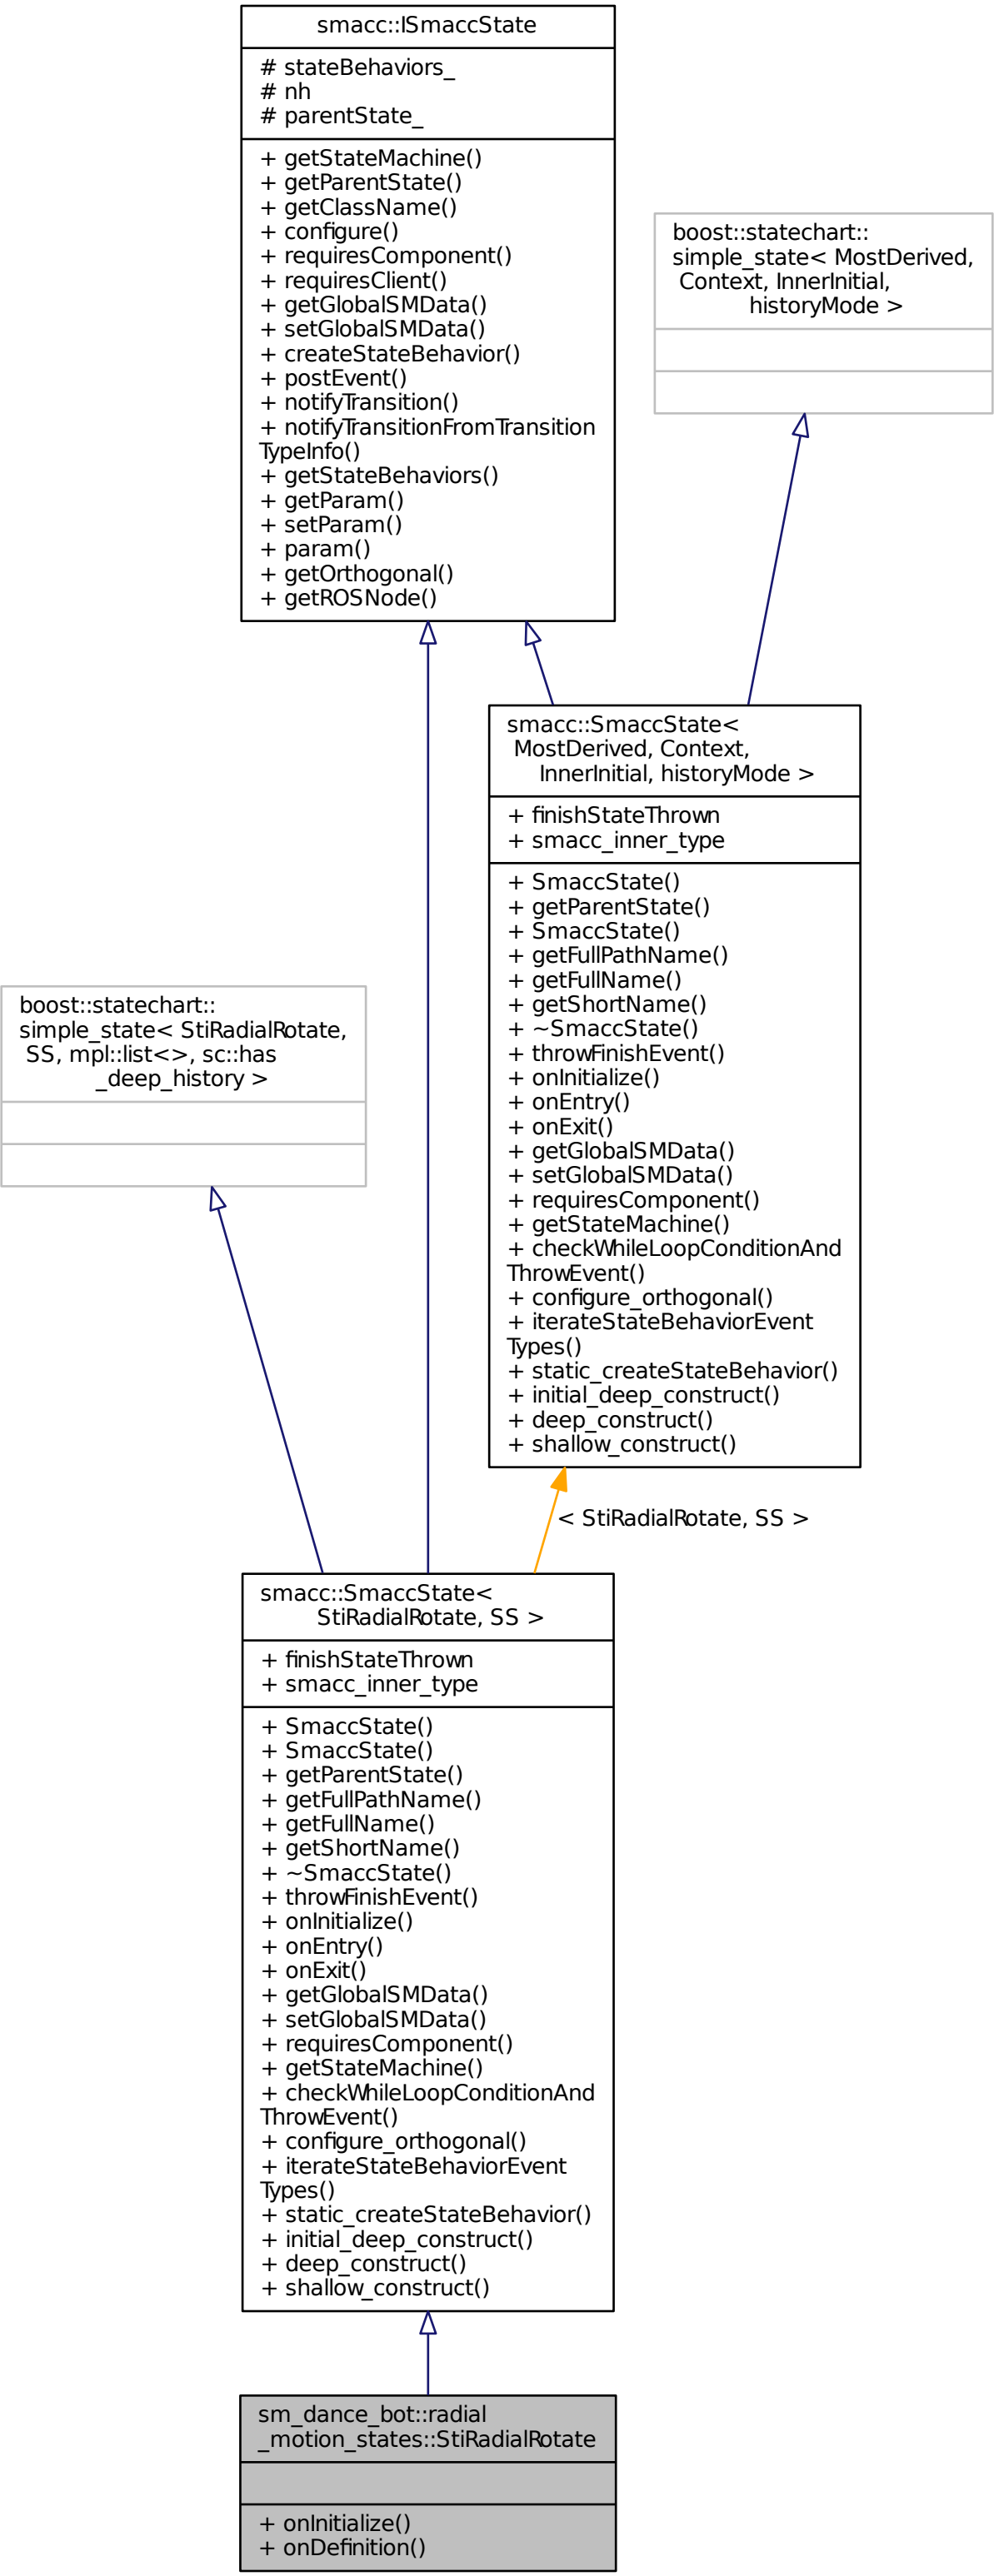 smacc::ISmaccState
# stateBehaviors_
# nh
# parentState_
+ getStateMachine()
+ getParentState()
+ getClassName()
+ configure()
+ requiresComponent()
+ requiresClient()
+ getGlobalSMData()
+ setGlobalSMData()
+ createStateBehavior()
+ postEvent()
+ notifyTransition()
+ notifyTransitionFromTransition
TypeInfo()
+ getStateBehaviors()
+ getParam()
+ setParam()
+ param()
+ getOrthogonal()
+ getROSNode()
boost::statechart::
simple_state< MostDerived,
Context, InnerInitial,
historyMode >
smacc::SmaccState<
MostDerived, Context,
InnerInitial, historyMode >
+ finishStateThrown
+ smacc_inner_type
+ SmaccState()
+ getParentState()
+ SmaccState()
+ getFullPathName()
+ getFullName()
+ getShortName()
+ ~SmaccState()
+ throwFinishEvent()
+ onInitialize()
+ onEntry()
+ onExit()
+ getGlobalSMData()
+ setGlobalSMData()
+ requiresComponent()
+ getStateMachine()
+ checkWhileLoopConditionAnd
ThrowEvent()
+ configure_orthogonal()
+ iterateStateBehaviorEvent
Types()
+ static_createStateBehavior()
+ initial_deep_construct()
+ deep_construct()
+ shallow_construct()
boost::statechart::
simple_state< StiRadialRotate,
SS, mpl::list<>, sc::has
_deep_history >
< StiRadialRotate, SS >
smacc::SmaccState<
StiRadialRotate, SS >
+ finishStateThrown
+ smacc_inner_type
+ SmaccState()
+ SmaccState()
+ getParentState()
+ getFullPathName()
+ getFullName()
+ getShortName()
+ ~SmaccState()
+ throwFinishEvent()
+ onInitialize()
+ onEntry()
+ onExit()
+ getGlobalSMData()
+ setGlobalSMData()
+ requiresComponent()
+ getStateMachine()
+ checkWhileLoopConditionAnd
ThrowEvent()
+ configure_orthogonal()
+ iterateStateBehaviorEvent
Types()
+ static_createStateBehavior()
+ initial_deep_construct()
+ deep_construct()
+ shallow_construct()
sm_dance_bot::radial
_motion_states::StiRadialRotate
+ onInitialize()
+ onDefinition()